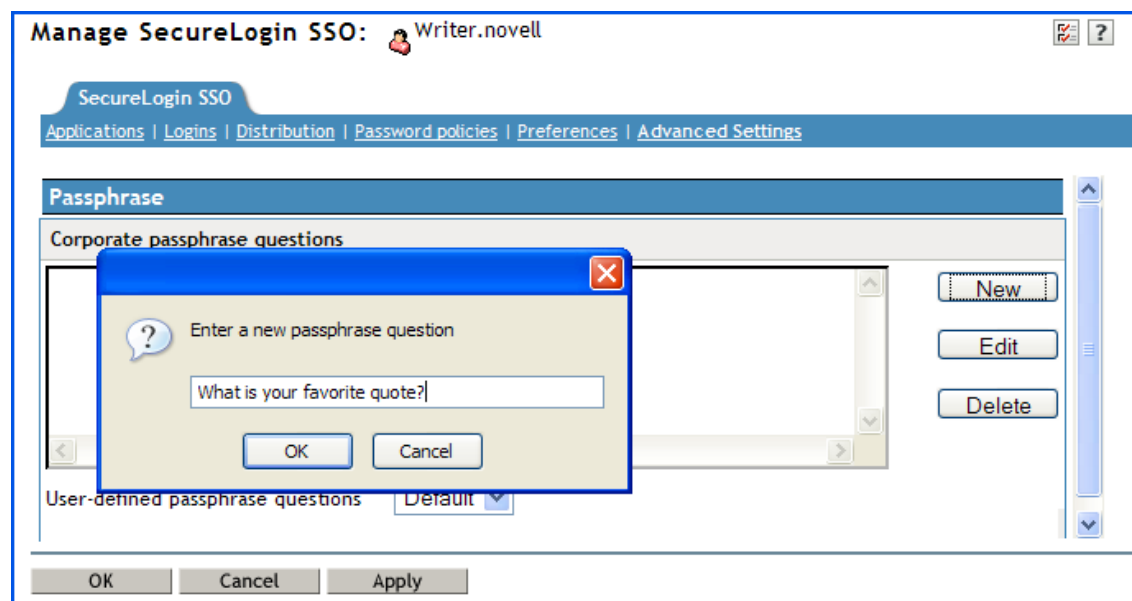 Manage SecureLogin SSO: Writer.novell
?
SecureLogin SSO
Applications | Logins | Distribution | Password policies | Preferences | Advanced Settings
Passphrase
Corporate passphrase questions
New
Edit
Delete
?
Enter a new passphrase question
What is your favorite quote?
OK Cancel
User-defined passphrase questions Default
OK Cancel Apply